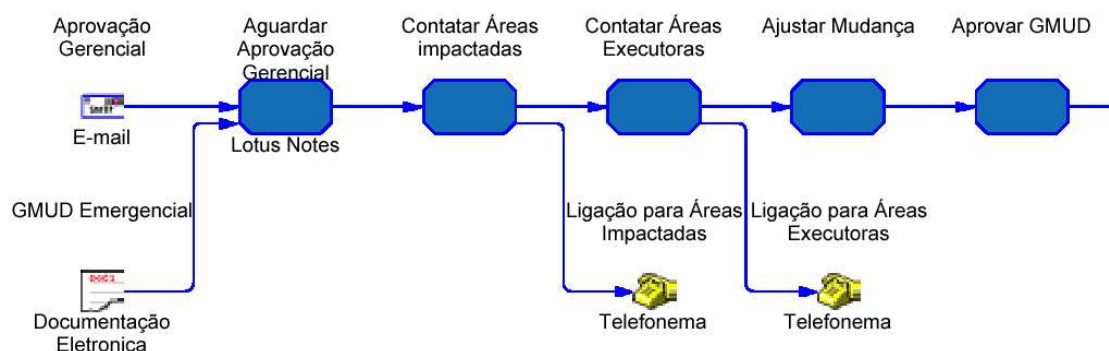 Aprovação
Gerencial
Aguardar
Aprovação
Gerencial
Contatar Áreas
impactadas
Contatar Áreas
Executoras
Ajustar Mudança
Aprovar GMUD
E-mail
Lotus Notes
GMUD Emergencial
Ligação para Áreas
Impactadas
Ligação para Áreas
Executoras
DOC1
Documentação
Eletronica
Telefonema
Telefonema